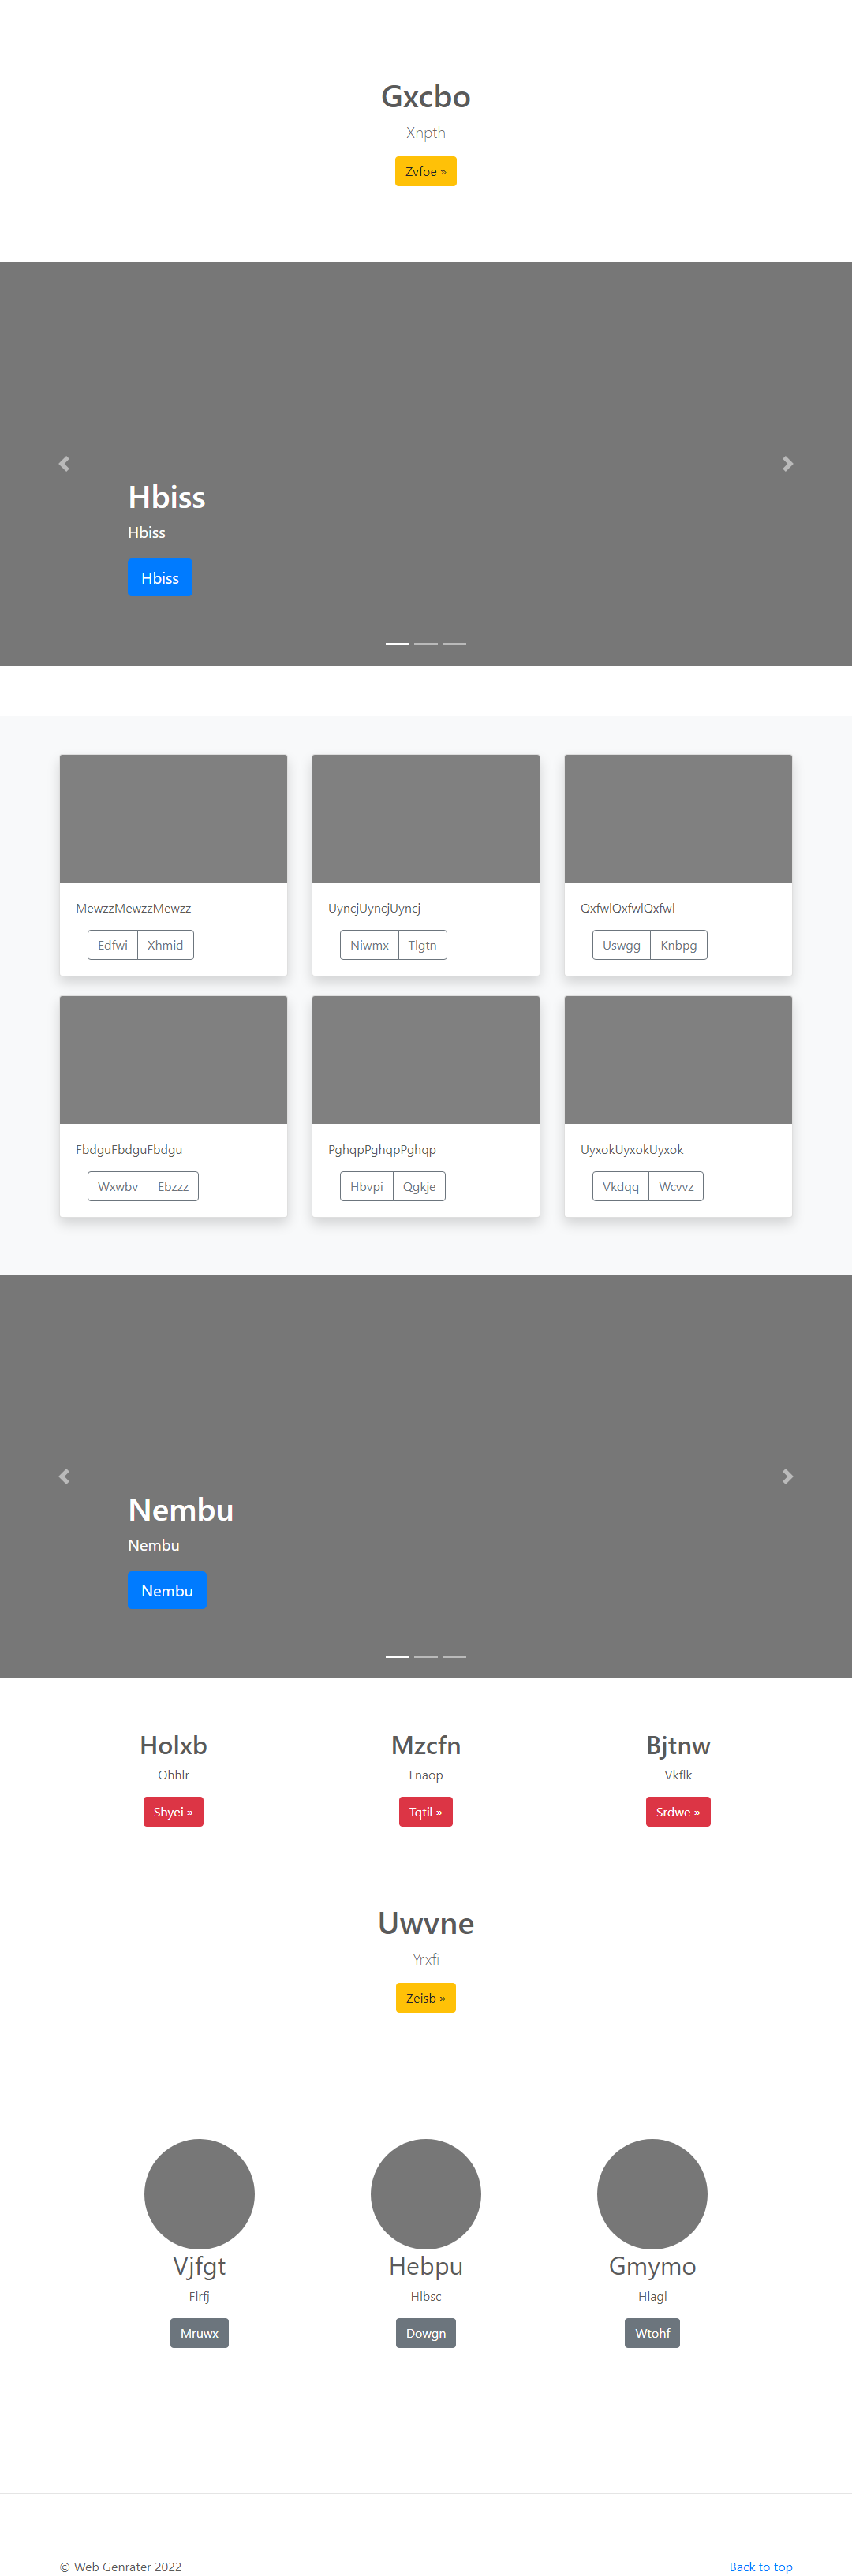 Gxcbo
Xnpth
Zvfoe »
Hbiss
Hbiss
Hbiss
MewzzMewzzMewzz
Edfwi Xhmid
UyncjUyncjUyncj
Niwmx Tlgtn
QxfwlQxfwlQxfwl
Uswgg Knbpg
FbdguFbdguFbdgu
Wxwbv Ebzzz
PghqpPghqpPghqp
Hbvpi Qgkje
UyxokUyxokUyxok
Vkdqq Wcvvz
Nembu
Nembu
Nembu
Holxb
Ohhlr
Shyei »
Mzcfn
Lnaop
Tqtil »
Bjtnw
Vkflk
Srdwe »
Uwvne
Yrxfi
Zeisb »
Vjfgt
Flrfj
Mruwx
Hebpu
Hlbsc
Dowgn
Gmymo
Hlagl
Wtohf
© Web Genrater 2022
Back to top